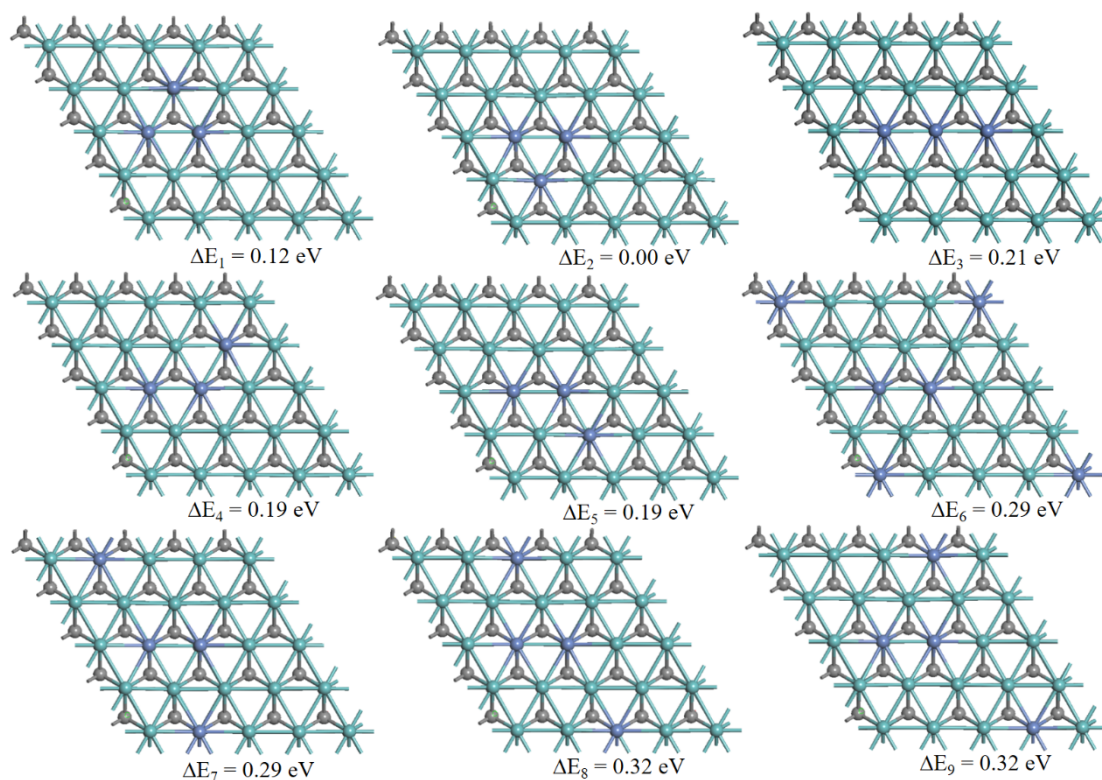 ΔE₁ = 0.12 eV
ΔE₂ = 0.00 eV
ΔE₃ = 0.21 eV
ΔE₄ = 0.19 eV
ΔE₅ = 0.19 eV
ΔE₆ = 0.29 eV
ΔE₇ = 0.29 eV
ΔE₈ = 0.32 eV
ΔE₉ = 0.32 eV